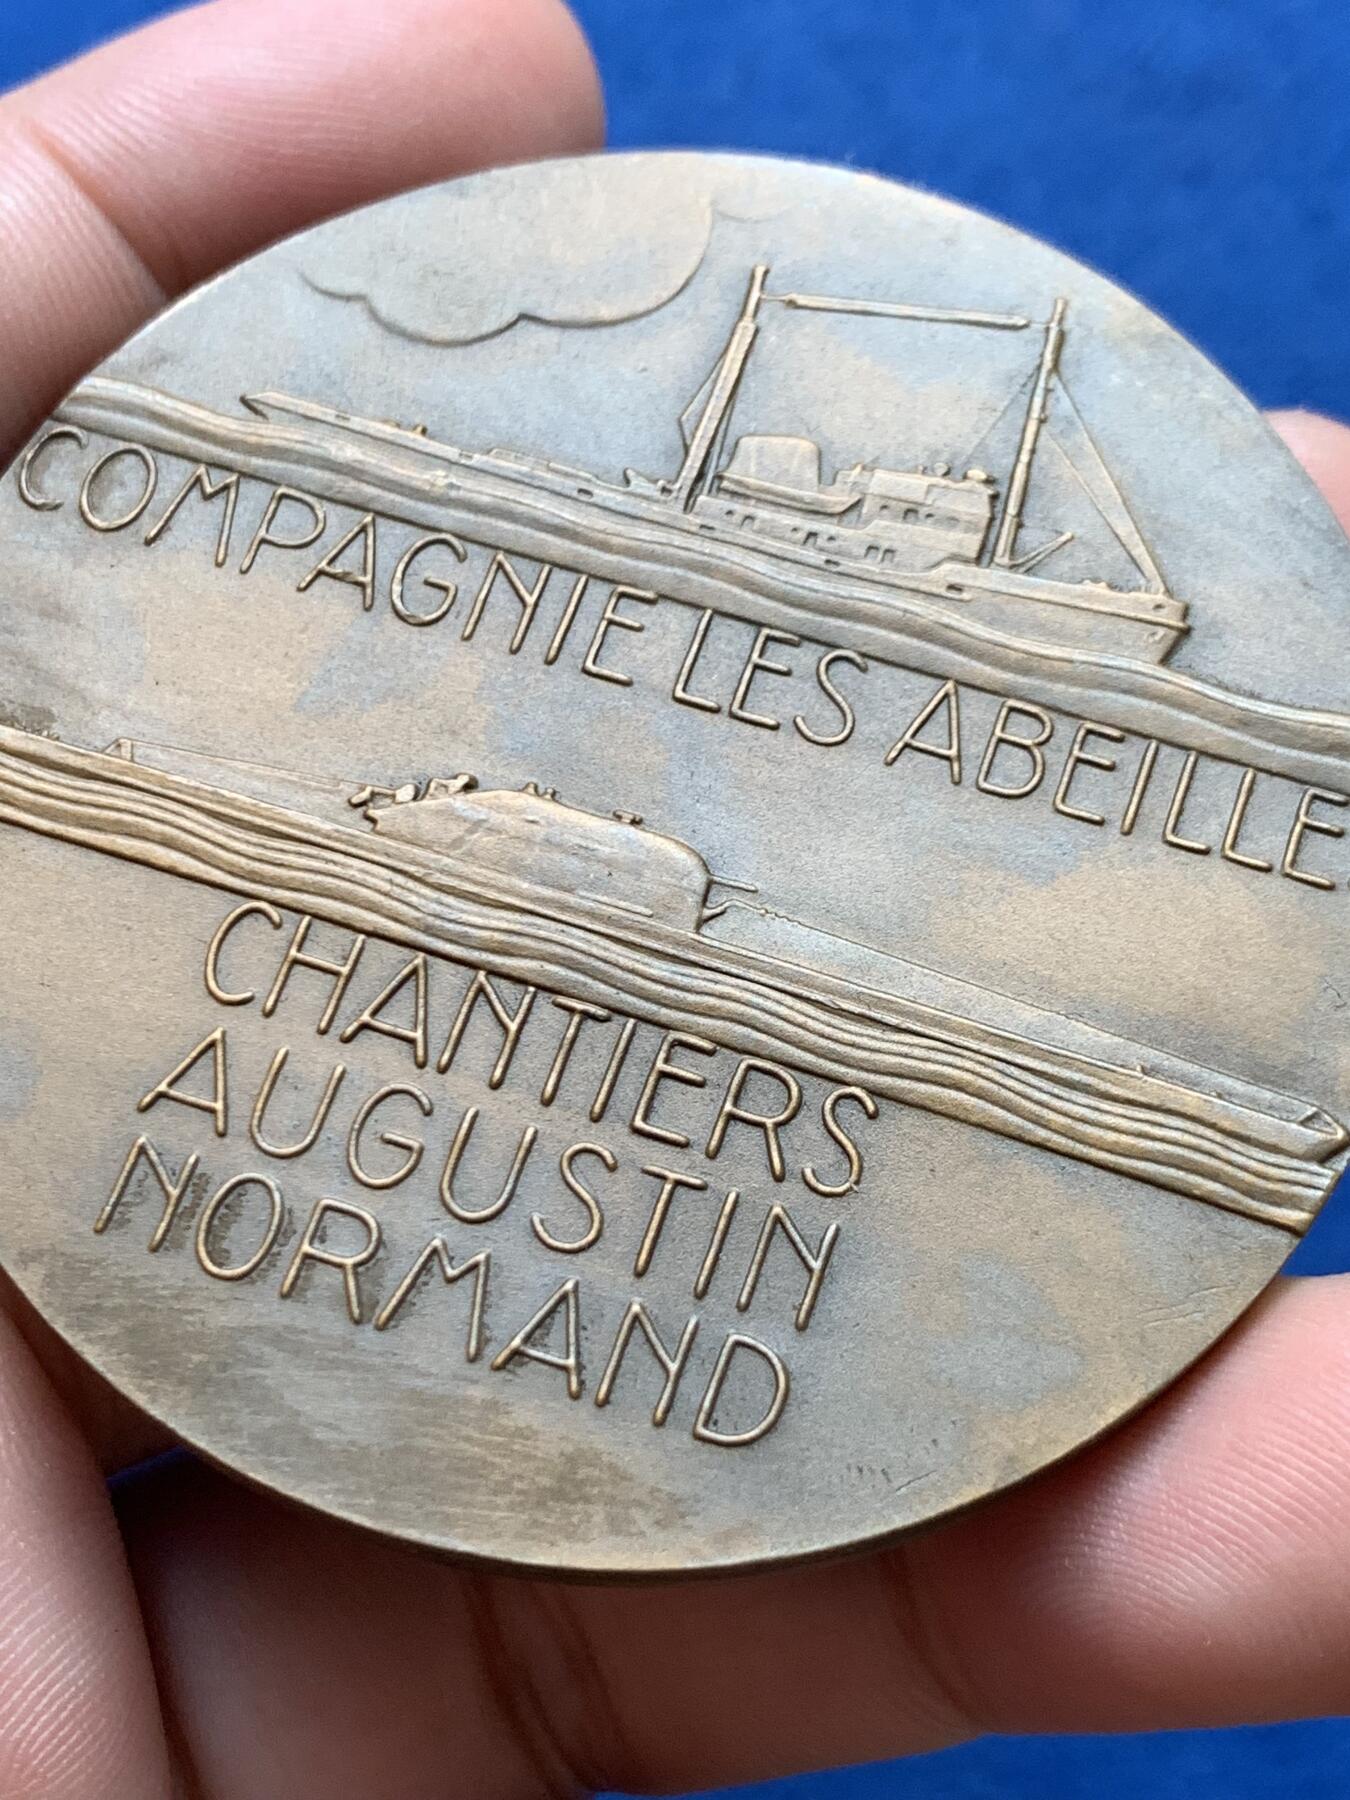 COMPAGNIE LES ABEILLES
CHANTIERS
AUGUSTIN
NORMAND